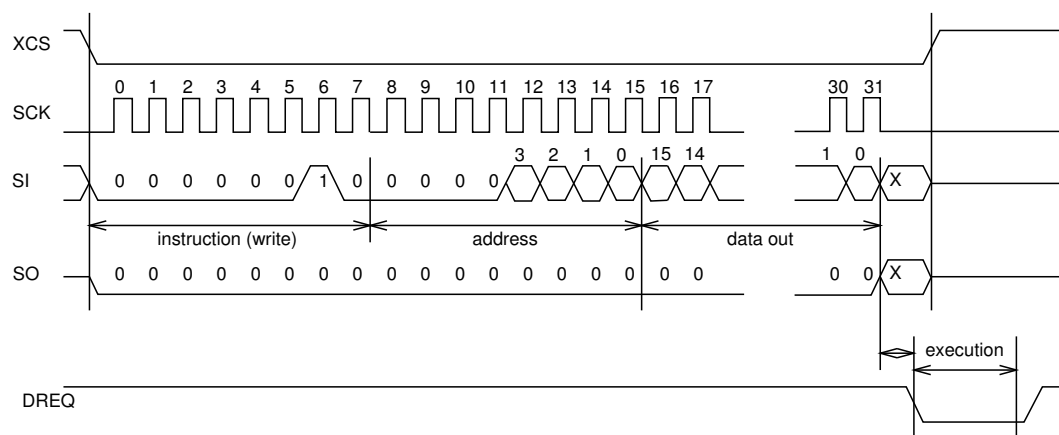 XCS
0 1 2 3 4 5 6 7 8 9 10 11 12 13 14 15 16 17 30 31
SCK
3 2 1 0 15 14 1 0
SI 0 0 0 0 0 0 1 0 0 0 0 0 X
instruction (write) address data out
SO 0 0 0 0 0 0 0 0 0 0 0 0 0 0 0 0 0 0 0 0 X
execution
DREQ